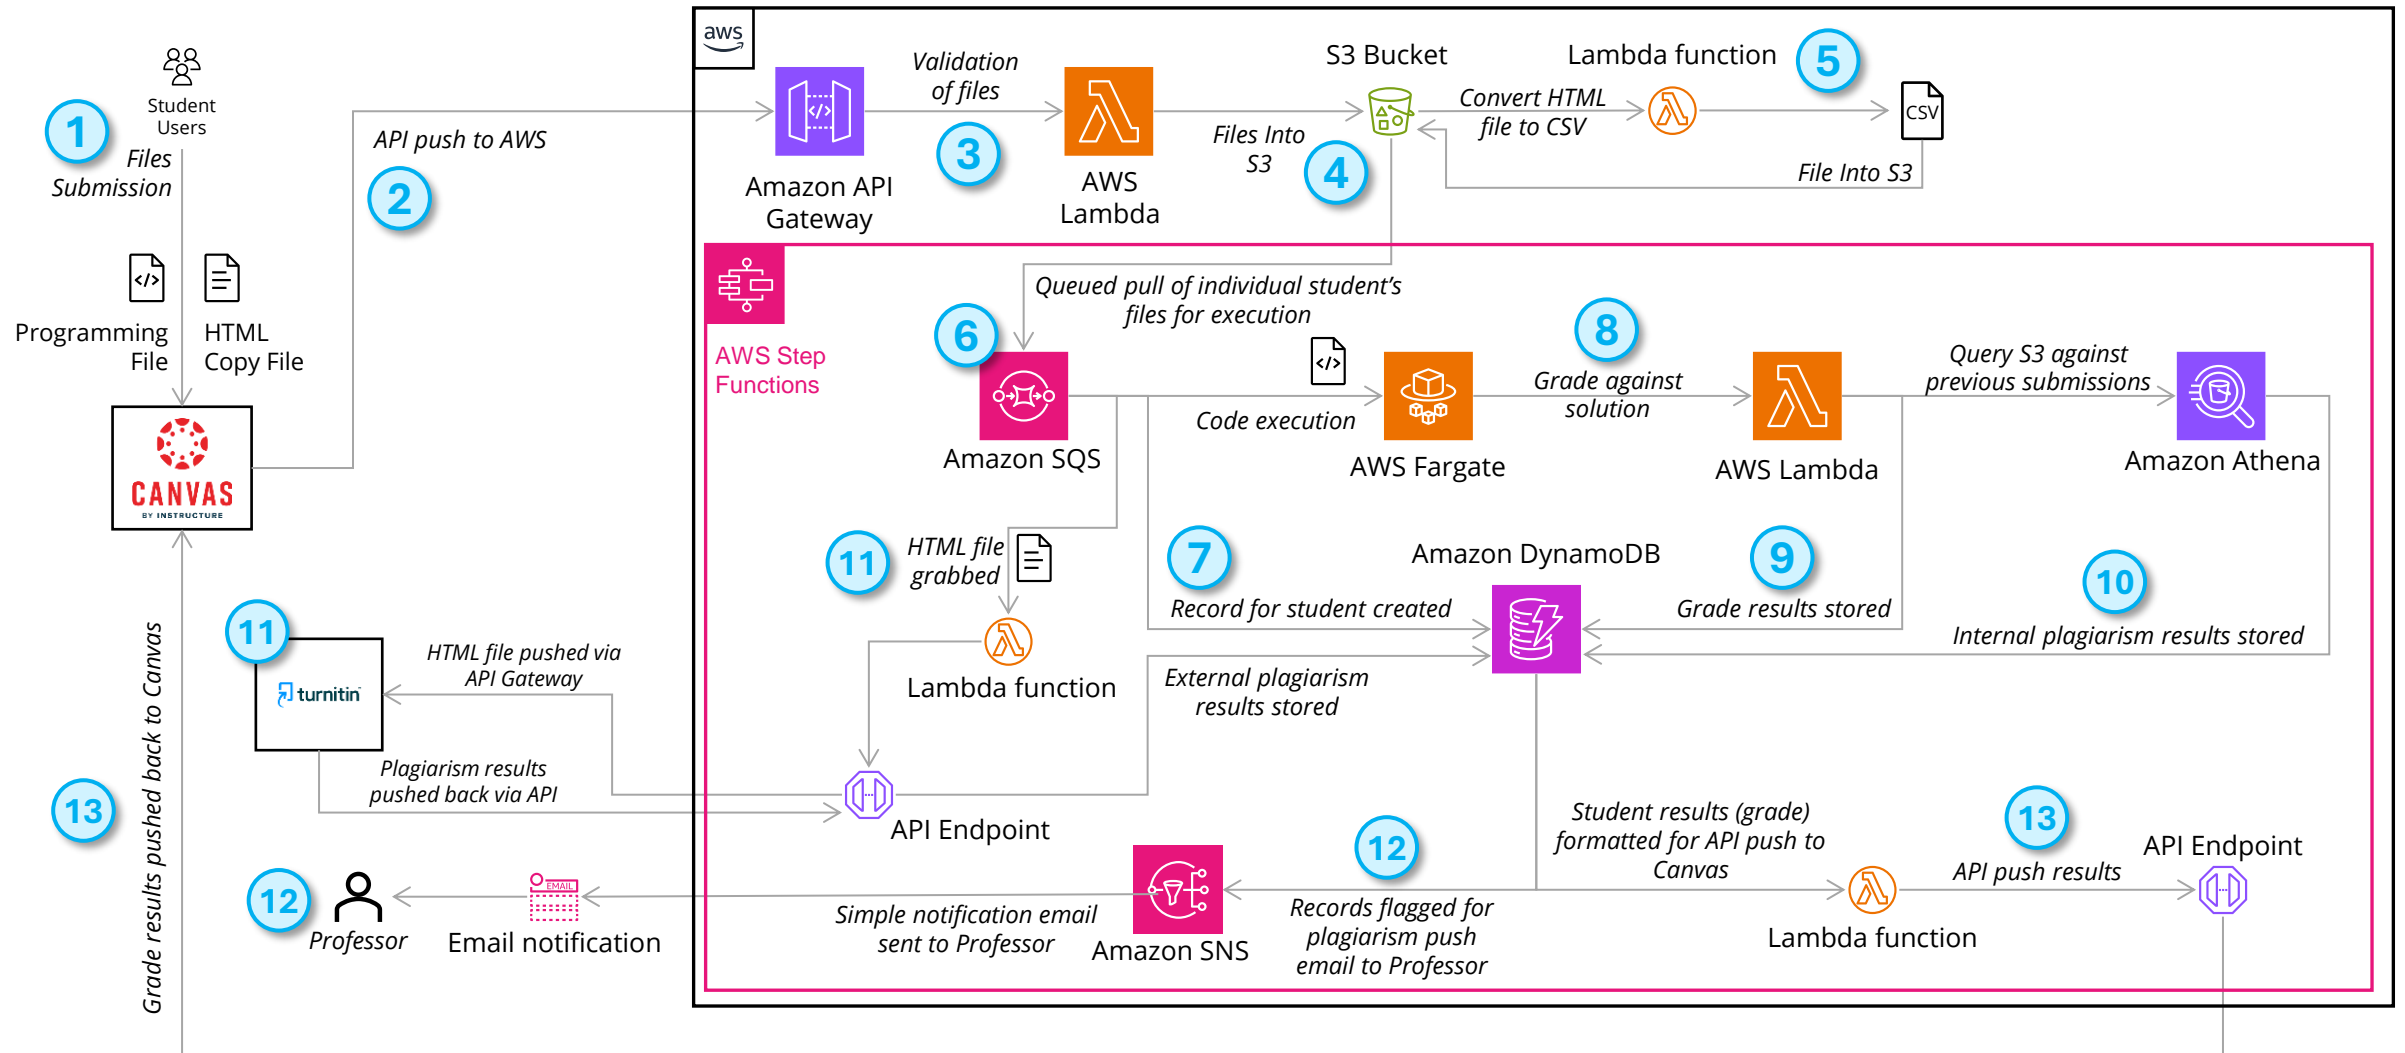 aws
Student
Users
1
Files
Submission
Programming
File
HTML
Copy File
CANVAS
BY INSTRUCTURE
API push to AWS
2
Amazon API
Gateway
Validation
of files
3
AWS
Lambda
Files Into
S3
4
S3 Bucket
Convert HTML
file to CSV
Lambda function
5
CSV
File Into S3
AWS Step
Functions
Queued pull of individual student's
files for execution
6
Amazon SQS
Code execution
AWS Fargate
8
Grade against
solution
AWS Lambda
Query S3 against
previous submissions
Amazon Athena
11
HTML file
grabbed
Lambda function
7
Record for student created
Amazon DynamoDB
9
Grade results stored
10
Internal plagiarism results stored
11
turnitin
HTML file pushed via
API Gateway
Plagiarism results
pushed back via API
API Endpoint
External plagiarism
results stored
13
Grade results pushed back to Canvas
12
Professor
EMAIL
Email notification
Simple notification email
sent to Professor
Amazon SNS
12
Records flagged for
plagiarism push
email to Professor
Student results (grade)
formatted for API push to
Canvas
Lambda function
13
API push results
API Endpoint